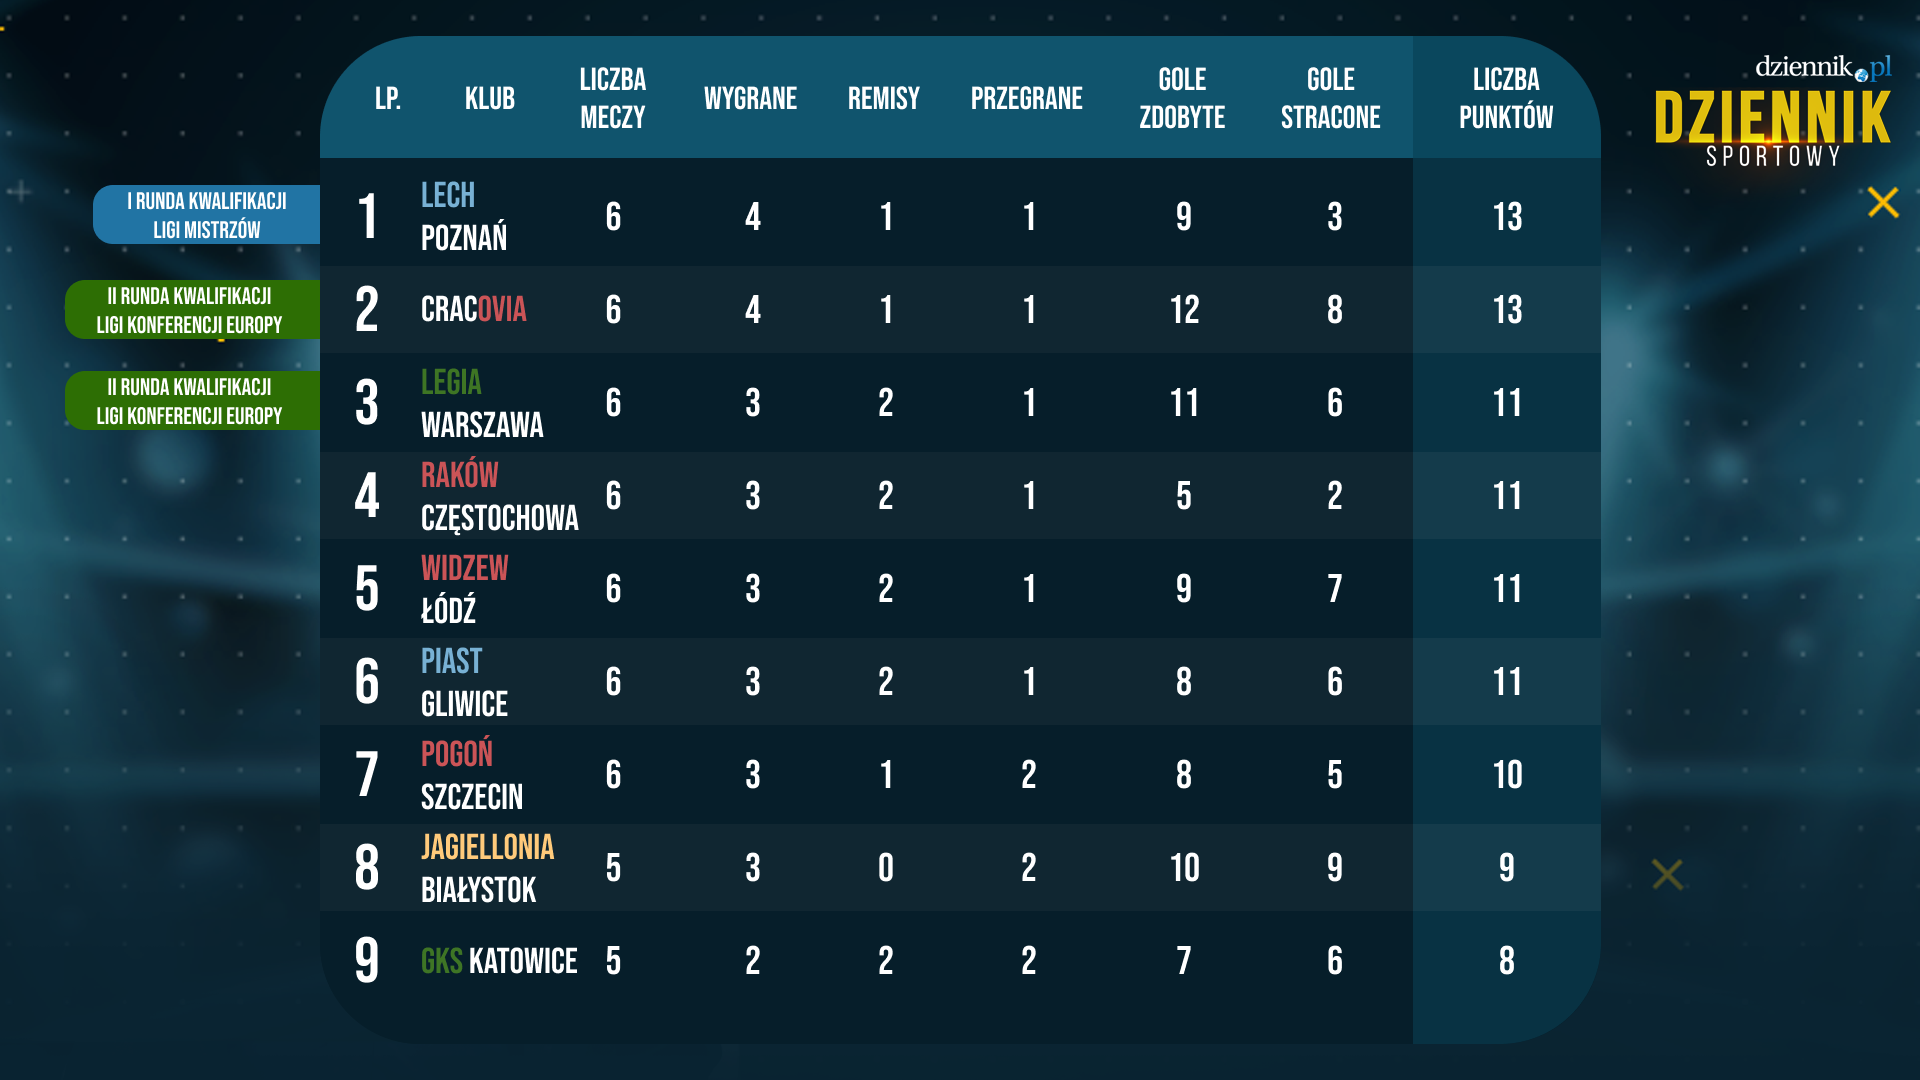 dziennik.pl
DZIENNIK
SPORTOWY
LP. KLUB LICZBA MECZY WYGRANE REMISY PRZEGRANE GOLE ZDOBYTE GOLE STRACONE LICZBA PUNKTÓW
I RUNDA KWALIFIKACJI
LIGI MISTRZÓW
1 LECH POZNAŃ 6 4 1 1 9 3 13
II RUNDA KWALIFIKACJI
LIGI KONFERENCJI EUROPY
2 CRACOVIA 6 4 1 1 12 8 13
II RUNDA KWALIFIKACJI
LIGI KONFERENCJI EUROPY
3 LEGIA WARSZAWA 6 3 2 1 11 6 11
4 RAKÓW CZĘSTOCHOWA 6 3 2 1 5 2 11
5 WIDZEW ŁÓDŹ 6 3 2 1 9 7 11
6 PIAST GLIWICE 6 3 2 1 8 6 11
7 POGOŃ SZCZECIN 6 3 1 2 8 5 10
8 JAGIELLONIA BIAŁYSTOK 5 3 0 2 10 9 9
9 GKS KATOWICE 5 2 2 2 7 6 8